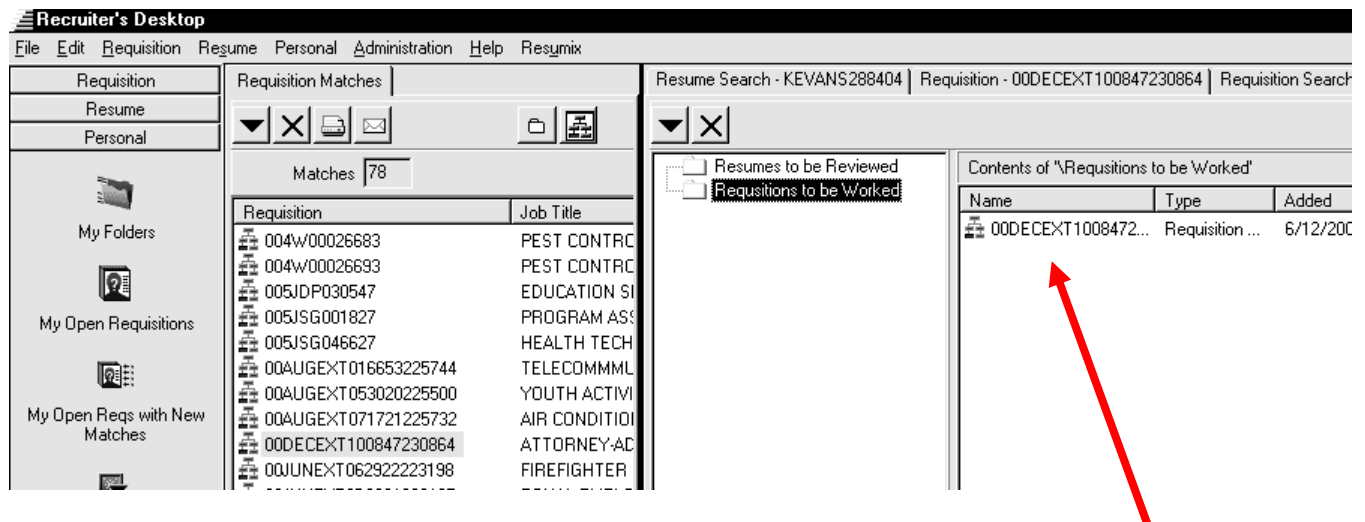 Recruiter's Desktop
File Edit Requisition Resume Personal Administration Help Resumix
Requisition
Resume
Personal
My Folders
My Open Requisitions
My Open Reqs with New
Matches
Requisition Matches
Matches 78
Requisition Job Title
004W00026683 PEST CONTRO
004W00026693 PEST CONTRO
005JDP030547 EDUCATION
005JSG001827 PROGRAM ASS
005JSG046627 HEALTH TECH
00AUGEXT016653225744 TELECOMMMU
00AUGEXT053020225500 YOUTH ACTIVI
00AUGEXT071721225732 AIR CONDITIO
00DECEXT100847230864 ATTORNEY-AD
00JUNEXT062922223198 FIREFIGHTER
Resume Search - KEVANS288404 Requisition - 00DECEXT100847230864 Requisition Search
Resumes to be Reviewed
Requsitions to be Worked
Contents of "\Requsitions to be Worked'
Name Type Added
00DECEXT1008472... Requisition ... 6/12/200